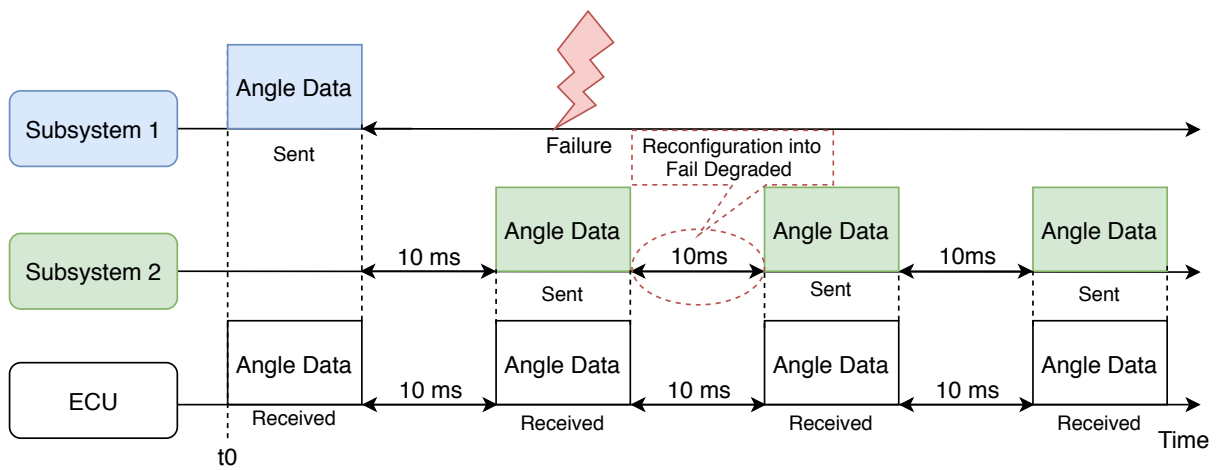 Angle Data
Subsystem 1
Sent
Failure
Reconfiguration into
Fail Degraded
Subsystem 2
10 ms
Angle Data
10ms
Angle Data
10ms
Angle Data
Sent
Sent
Sent
ECU
Angle Data
10 ms
Angle Data
10 ms
Angle Data
10 ms
Angle Data
Received
Received
Received
Received
Time
t0